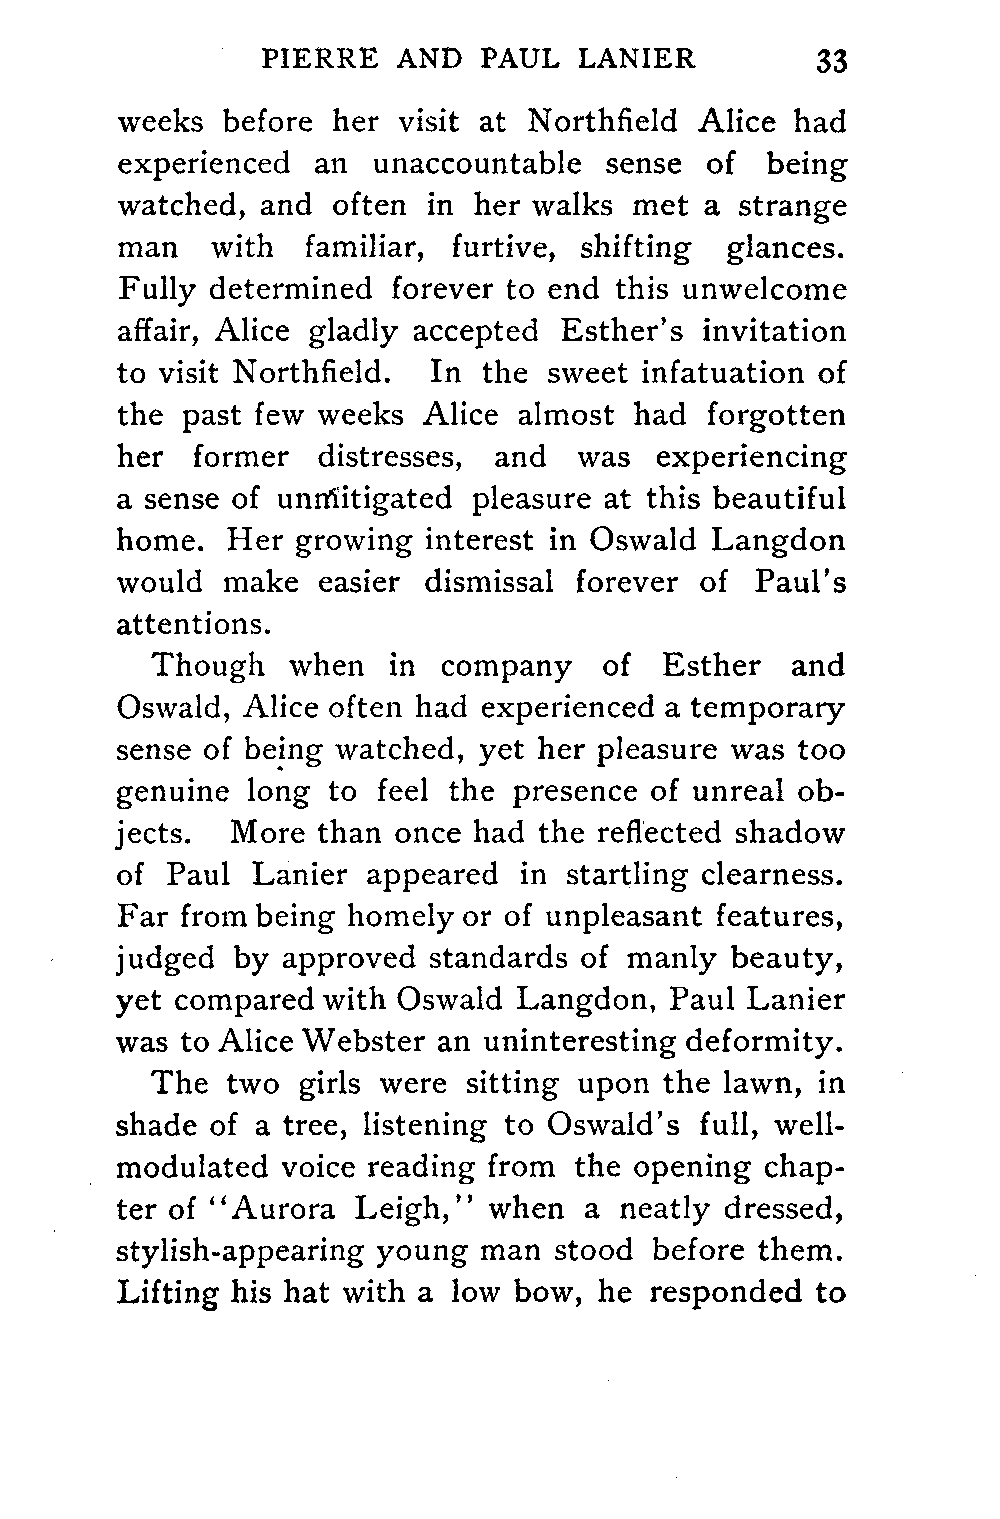 PIERRE AND PAUL LANIER 33
weeks before her visit at Northfield Alice had
experienced an unaccountable sense of being
watched, and often in her walks met a strange
man with familiar, furtive, shifting glances.
Fully determined forever to end this unwelcome
affair, Alice gladly accepted Esther's invitation
to visit Northfield. In the sweet infatuation of
the past few weeks Alice almost had forgotten
her former distresses, and was experiencing
a sense of unmitigated pleasure at this beautiful
home. Her growing interest in Oswald Langdon
would make easier dismissal forever of Paul's
attentions.
Though when in company of Esther and
Oswald, Alice often had experienced a temporary
sense of being watched, yet her pleasure was too
genuine long to feel the presence of unreal ob-
jects. More than once had the reflected shadow
of Paul Lanier appeared in startling clearness.
Far from being homely or of unpleasant features,
judged by approved standards of manly beauty,
yet compared with Oswald Langdon, Paul Lanier
was to Alice Webster an uninteresting deformity.
The two girls were sitting upon the lawn, in
shade of a tree, listening to Oswald's full, well-
modulated voice reading from the opening chap-
ter of "Aurora Leigh," when a neatly dressed,
stylish-appearing young man stood before them.
Lifting his hat with a low bow, he responded to